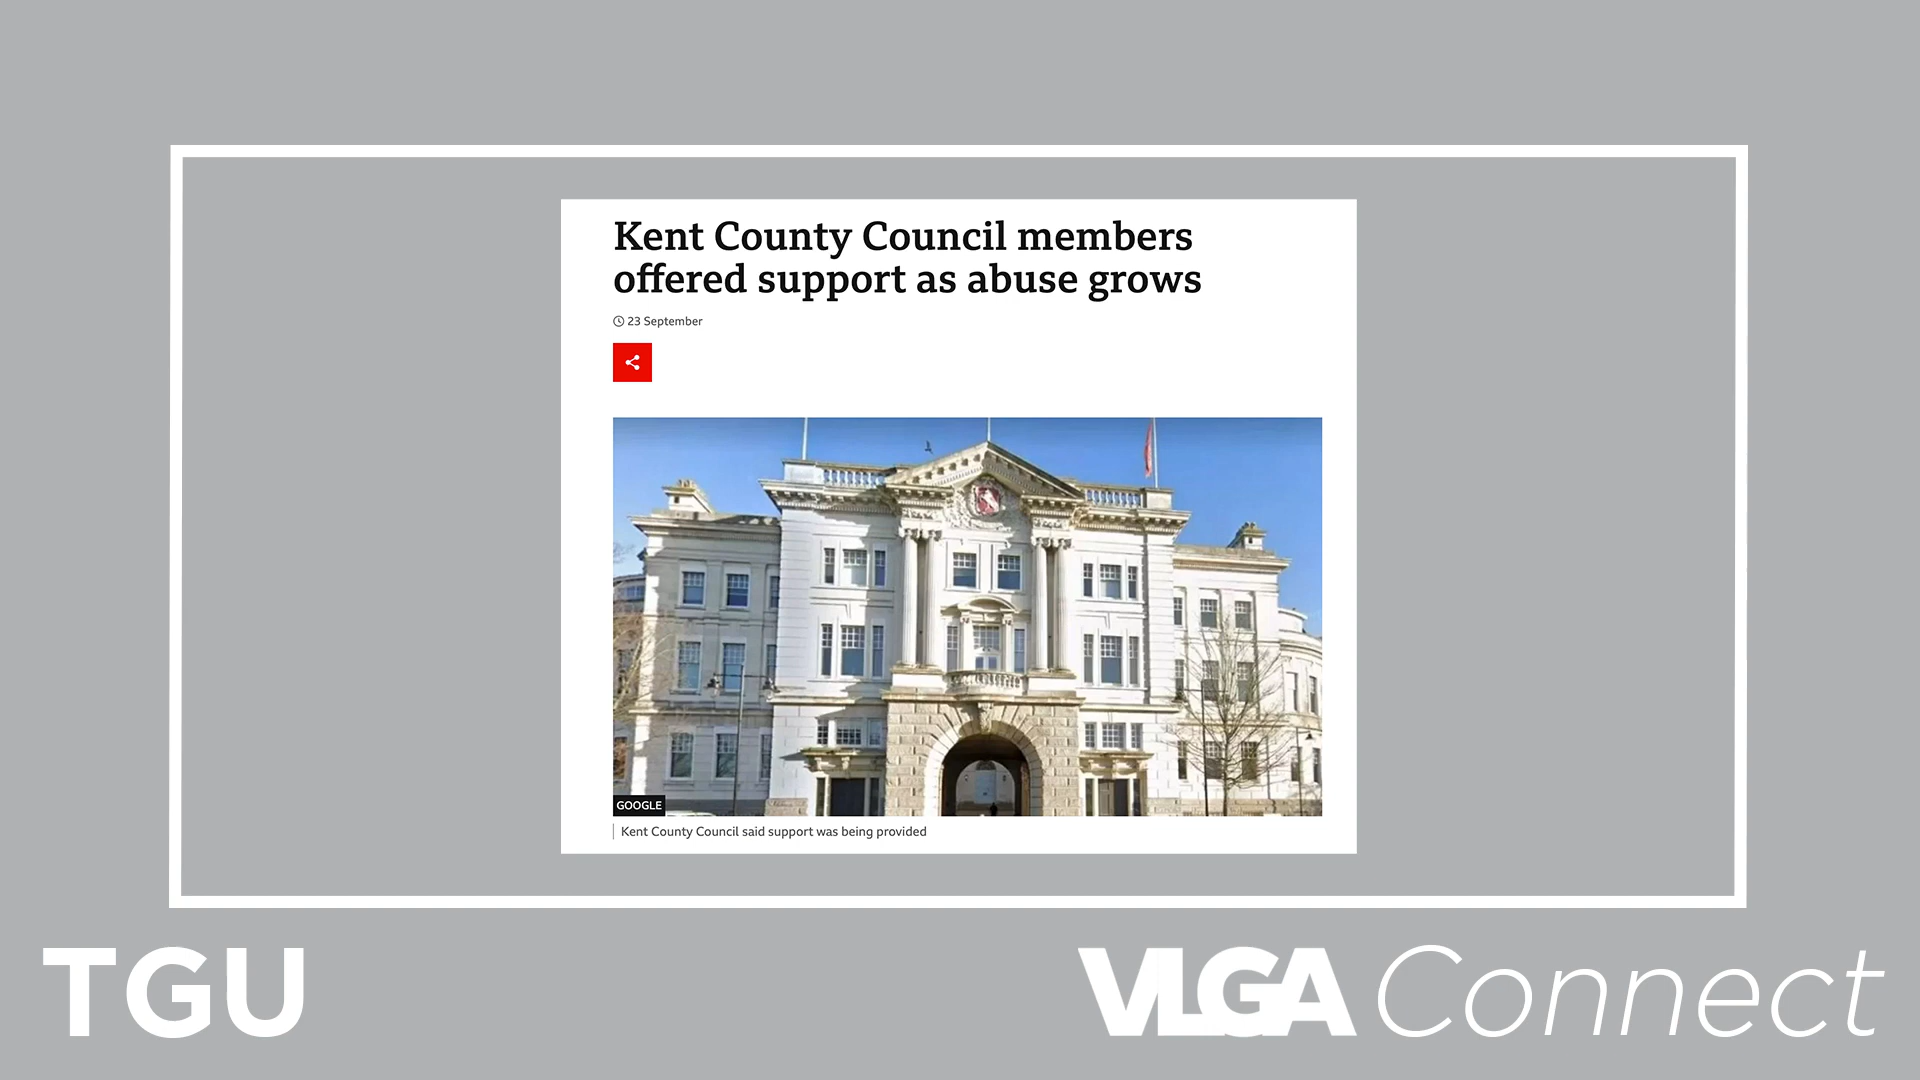 Kent County Council members
offered support as abuse grows
23 September
GOOGLE
Kent County Council said support was being provided
TGU
VLGA Connect